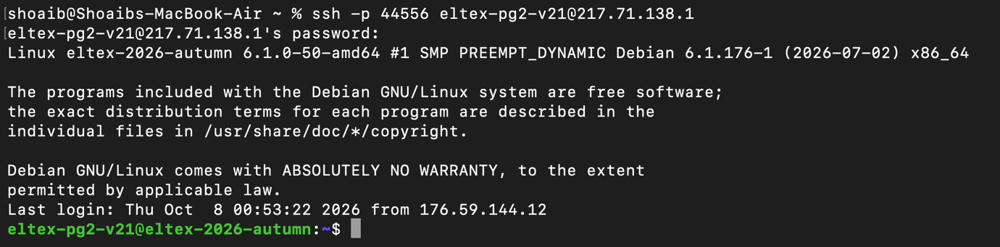 [shoaib@Shoaibs-MacBook-Air ~ % ssh -p 44556 eltex-pg2-v21@217.71.138.1
[eltex-pg2-v21@217.71.138.1's password:
Linux eltex-2026-autumn 6.1.0-50-amd64 #1 SMP PREEMPT_DYNAMIC Debian 6.1.176-1 (2026-07-02) x86_64

The programs included with the Debian GNU/Linux system are free software;
the exact distribution terms for each program are described in the
individual files in /usr/share/doc/*/copyright.

Debian GNU/Linux comes with ABSOLUTELY NO WARRANTY, to the extent
permitted by applicable law.
Last login: Thu Oct  8 00:53:22 2026 from 176.59.144.12
eltex-pg2-v21@eltex-2026-autumn:~$